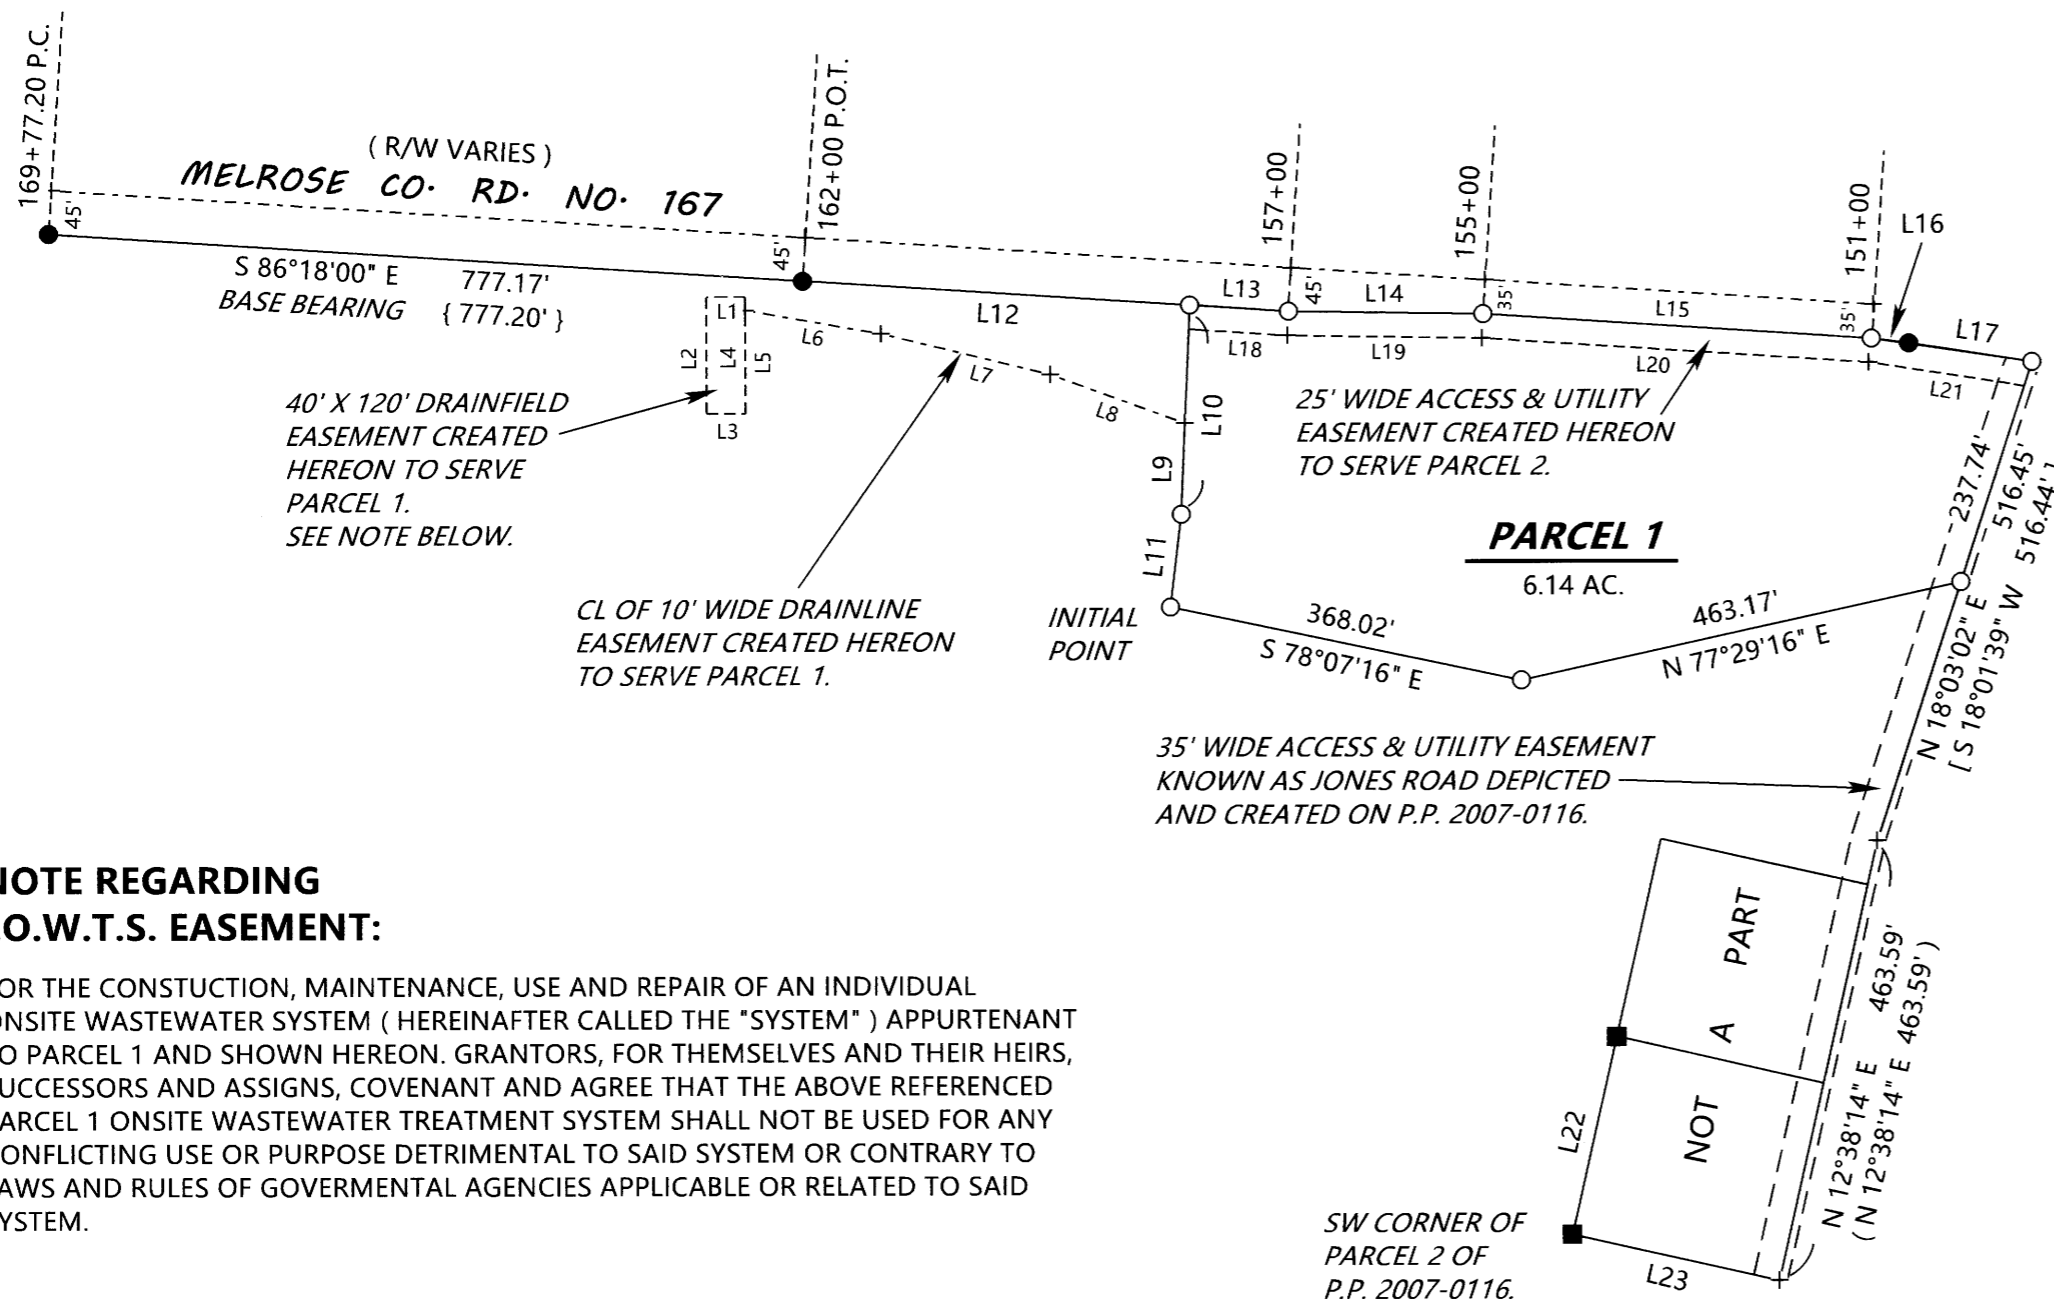 169+77.20 P.C.
45'
( R/W VARIES )
MELROSE CO. RD. NO. 167
S 86°18'00" E 777.17'
BASE BEARING { 777.20' }
45'
162+00 P.O.T.
L1
L2
L4
L5
L3
L6
L7
L8
L12
40' X 120' DRAINFIELD
EASEMENT CREATED
HEREON TO SERVE
PARCEL 1.
SEE NOTE BELOW.
CL OF 10' WIDE DRAINLINE
EASEMENT CREATED HEREON
TO SERVE PARCEL 1.
157+00
155+00
151+00
L16
L13
45'
L14
35'
L15
35'
L17
L18
L19
L20
L21
L10
L9
L11
25' WIDE ACCESS & UTILITY
EASEMENT CREATED HEREON
TO SERVE PARCEL 2.
PARCEL 1
6.14 AC.
INITIAL
POINT
368.02'
S 78°07'16" E
463.17'
N 77°29'16" E
237.74'
N 18°03'02" E 516.45'
[ S 18°01'39" W 516.44' ]
35' WIDE ACCESS & UTILITY EASEMENT
KNOWN AS JONES ROAD DEPICTED
AND CREATED ON P.P. 2007-0116.
NOT A PART
N 12°38'14" E 463.59'
( N 12°38'14" E 463.59' )
L22
L23
SW CORNER OF
PARCEL 2 OF
P.P. 2007-0116.
NOTE REGARDING
.O.W.T.S. EASEMENT:
OR THE CONSTUCTION, MAINTENANCE, USE AND REPAIR OF AN INDIVIDUAL
ONSITE WASTEWATER SYSTEM ( HEREINAFTER CALLED THE "SYSTEM" ) APPURTENANT
O PARCEL 1 AND SHOWN HEREON. GRANTORS, FOR THEMSELVES AND THEIR HEIRS,
UCCESSORS AND ASSIGNS, COVENANT AND AGREE THAT THE ABOVE REFERENCED
ARCEL 1 ONSITE WASTEWATER TREATMENT SYSTEM SHALL NOT BE USED FOR ANY
ONFLICTING USE OR PURPOSE DETRIMENTAL TO SAID SYSTEM OR CONTRARY TO
AWS AND RULES OF GOVERMENTAL AGENCIES APPLICABLE OR RELATED TO SAID
YSTEM.